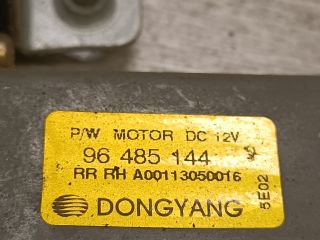 P/W MOTOR DC 12V
96 485 144
RR RH A00113050016
5E02
DONGYANG